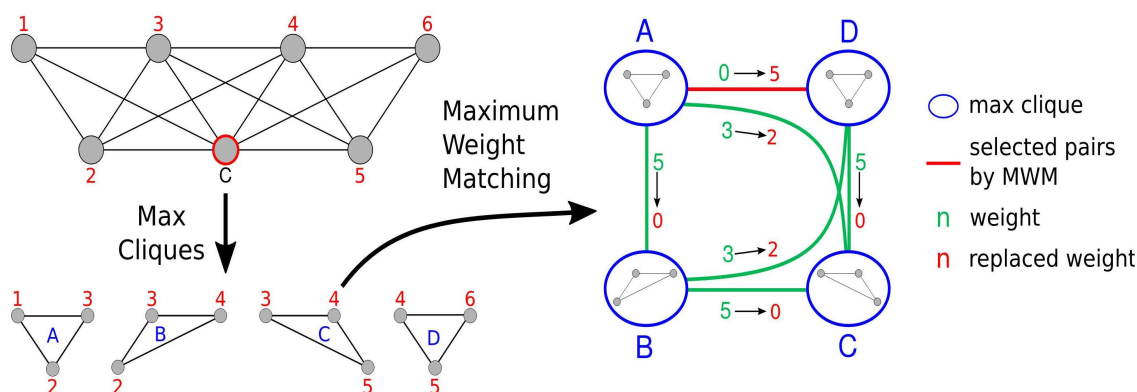 1 3 4 6
2 C 5
Max
Cliques
Maximum
Weight
Matching
1 3
A
2
3 4
B
2
3 4
C
5
4 6
D
5
A D
0 5
3 2
5 0
5 0
3 2
5 0
B C
max clique
selected pairs
by MWM
n weight
n replaced weight